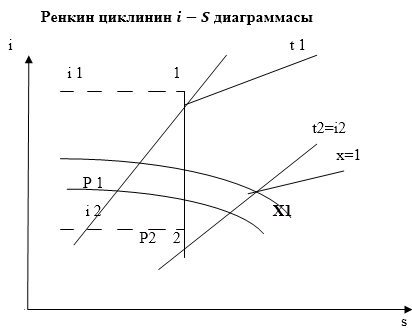 Ренкин циклинин i − S диаграммасы
i
t 1
i 1
1
t2=i2
x=1
P 1
i 2
X1
P2
2
s